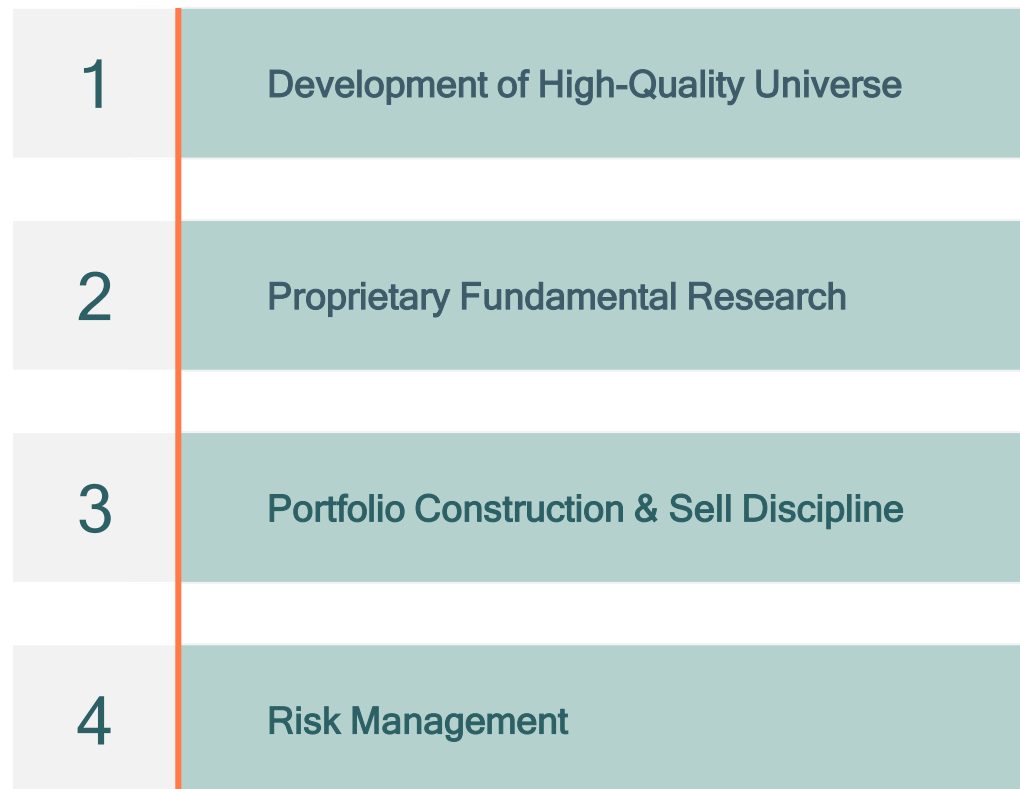 1
Development of High-Quality Universe
2
Proprietary Fundamental Research
3
Portfolio Construction & Sell Discipline
4
Risk Management